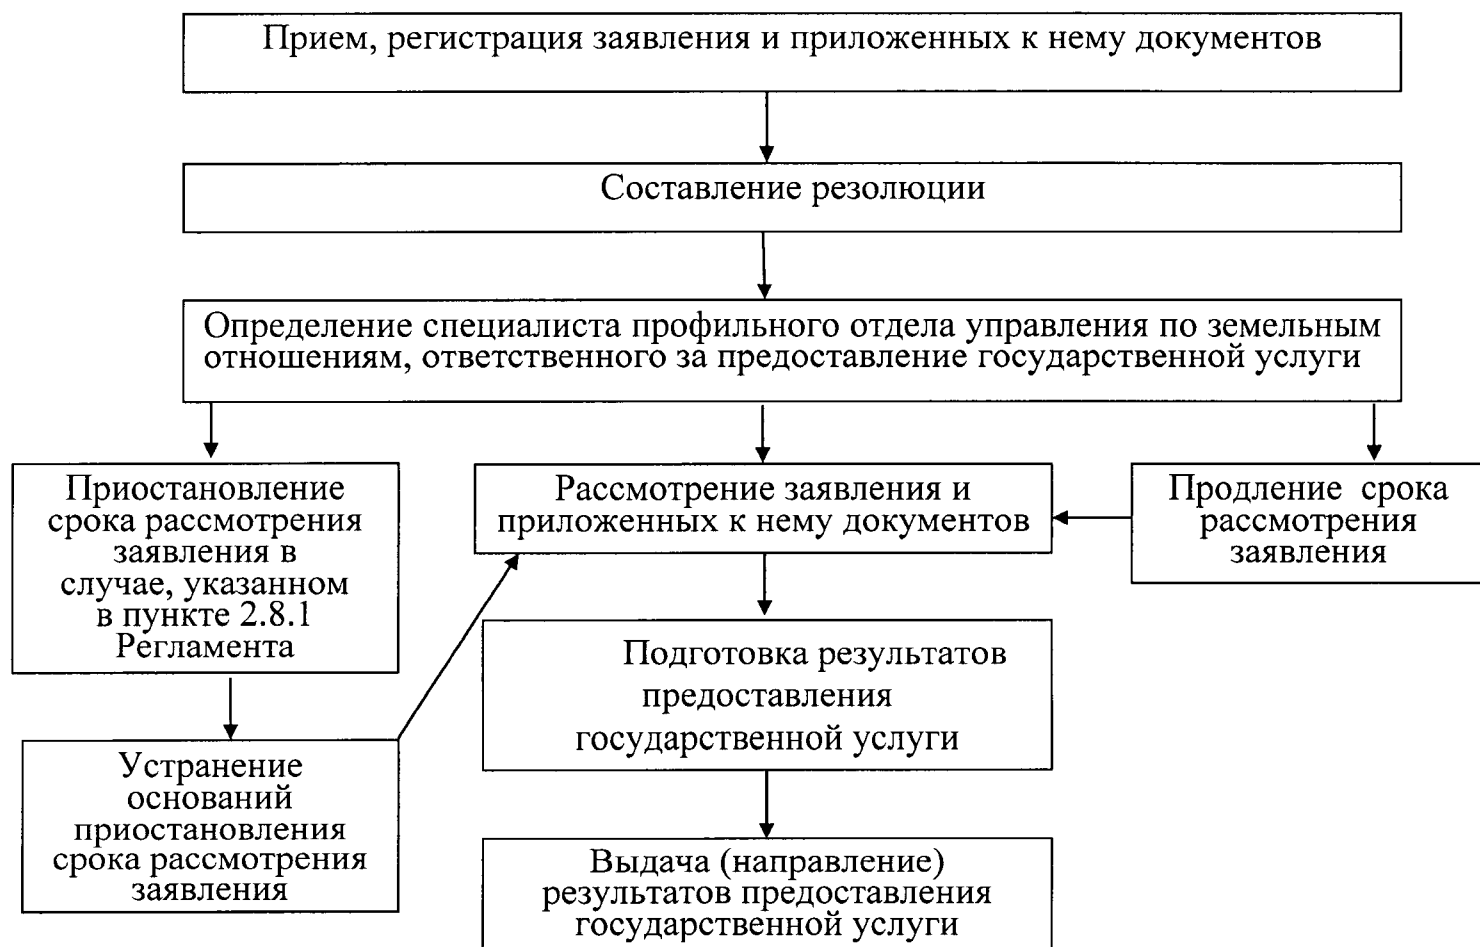 Прием, регистрация заявления и приложенных к нему документов
Составление резолюции
Определение специалиста профильного отдела управления по земельным
отношениям, ответственного за предоставление государственной услуги
Приостановление
срока рассмотрения
заявления в
случае, указанном
в пункте 2.8.1
Регламента
Рассмотрение заявления и
приложенных к нему документов
Продление срока
рассмотрения
заявления
Подготовка результатов
предоставления
государственной услуги
Устранение
оснований
приостановления
срока рассмотрения
заявления
Выдача (направление)
результатов предоставления
государственной услуги